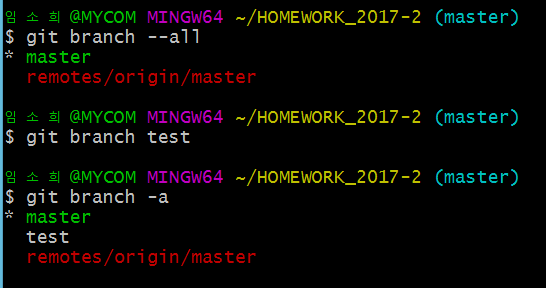 임 소 희 @MYCOM MINGW64 ~/HOMEWORK_2017-2 (master)
$ git branch --all
* master
remotes/origin/master
임 소 희 @MYCOM MINGW64 ~/HOMEWORK_2017-2 (master)
$ git branch test
임 소 희 @MYCOM MINGW64 ~/HOMEWORK_2017-2 (master)
$ git branch -a
* master
test
remotes/origin/master